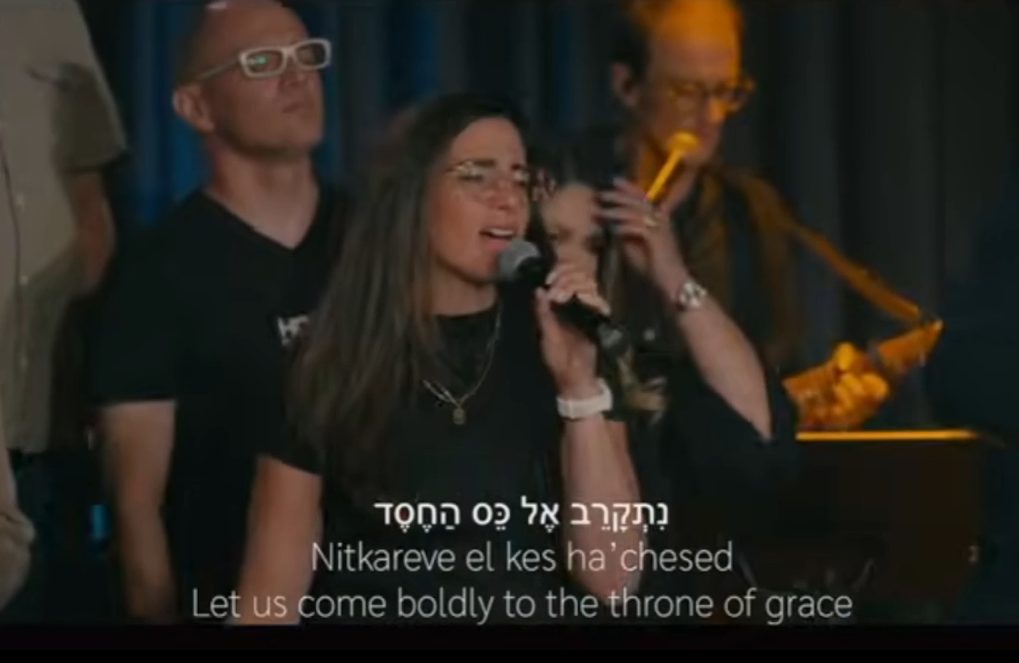 נִתְקָרֵב אֶל כֵּס הַחֶסֶד
Nitkareve el kes ha’chesed
Let us come boldly to the throne of grace